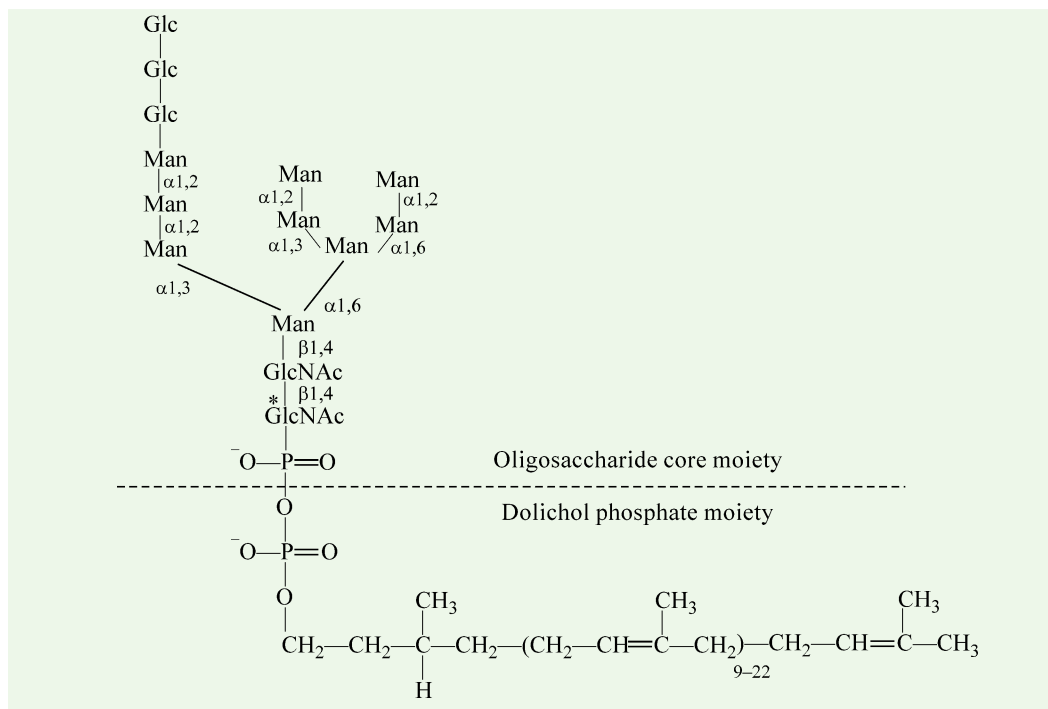 Glc
Glc
Glc
Man
α1,2
Man
α1,2
Man
α1,3
Man
α1,2
Man
α1,3
Man
α1,2
Man
α1,6
Man
α1,6
Man
β1,4
GlcNAc
β1,4
*
GlcNAc
⁻O—P=O
Oligosaccharide core moiety
O
Dolichol phosphate moiety
⁻O—P=O
O
CH₃ CH₃ CH₃
CH₂—CH₂—C—CH₂—(CH₂—CH=C—CH₂)—CH₂—CH=C—CH₃
9–22
H